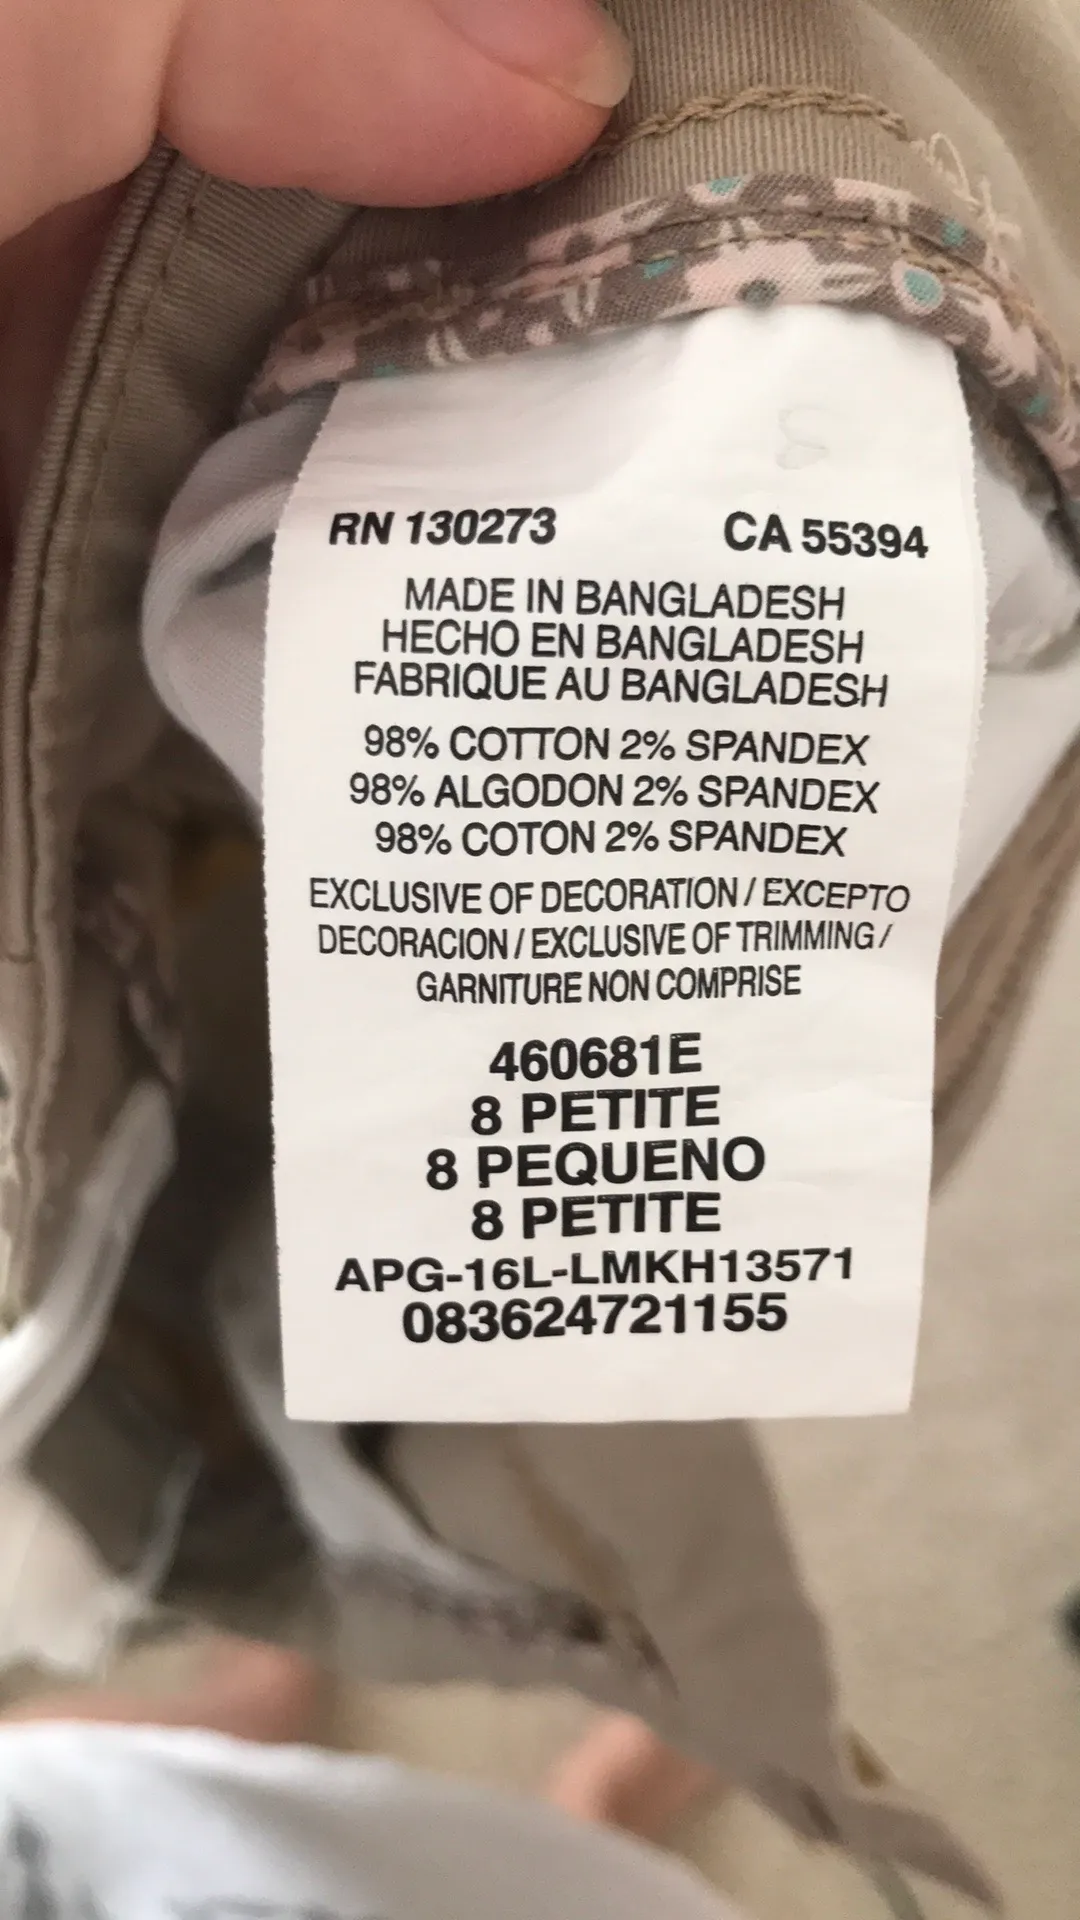 RN 130273 CA 55394
MADE IN BANGLADESH
HECHO EN BANGLADESH
FABRIQUE AU BANGLADESH
98% COTTON 2% SPANDEX
98% ALGODON 2% SPANDEX
98% COTON 2% SPANDEX
EXCLUSIVE OF DECORATION / EXCEPTO
DECORACION / EXCLUSIVE OF TRIMMING /
GARNITURE NON COMPRISE
460681E
8 PETITE
8 PEQUENO
8 PETITE
APG-16L-LMKH13571
083624721155